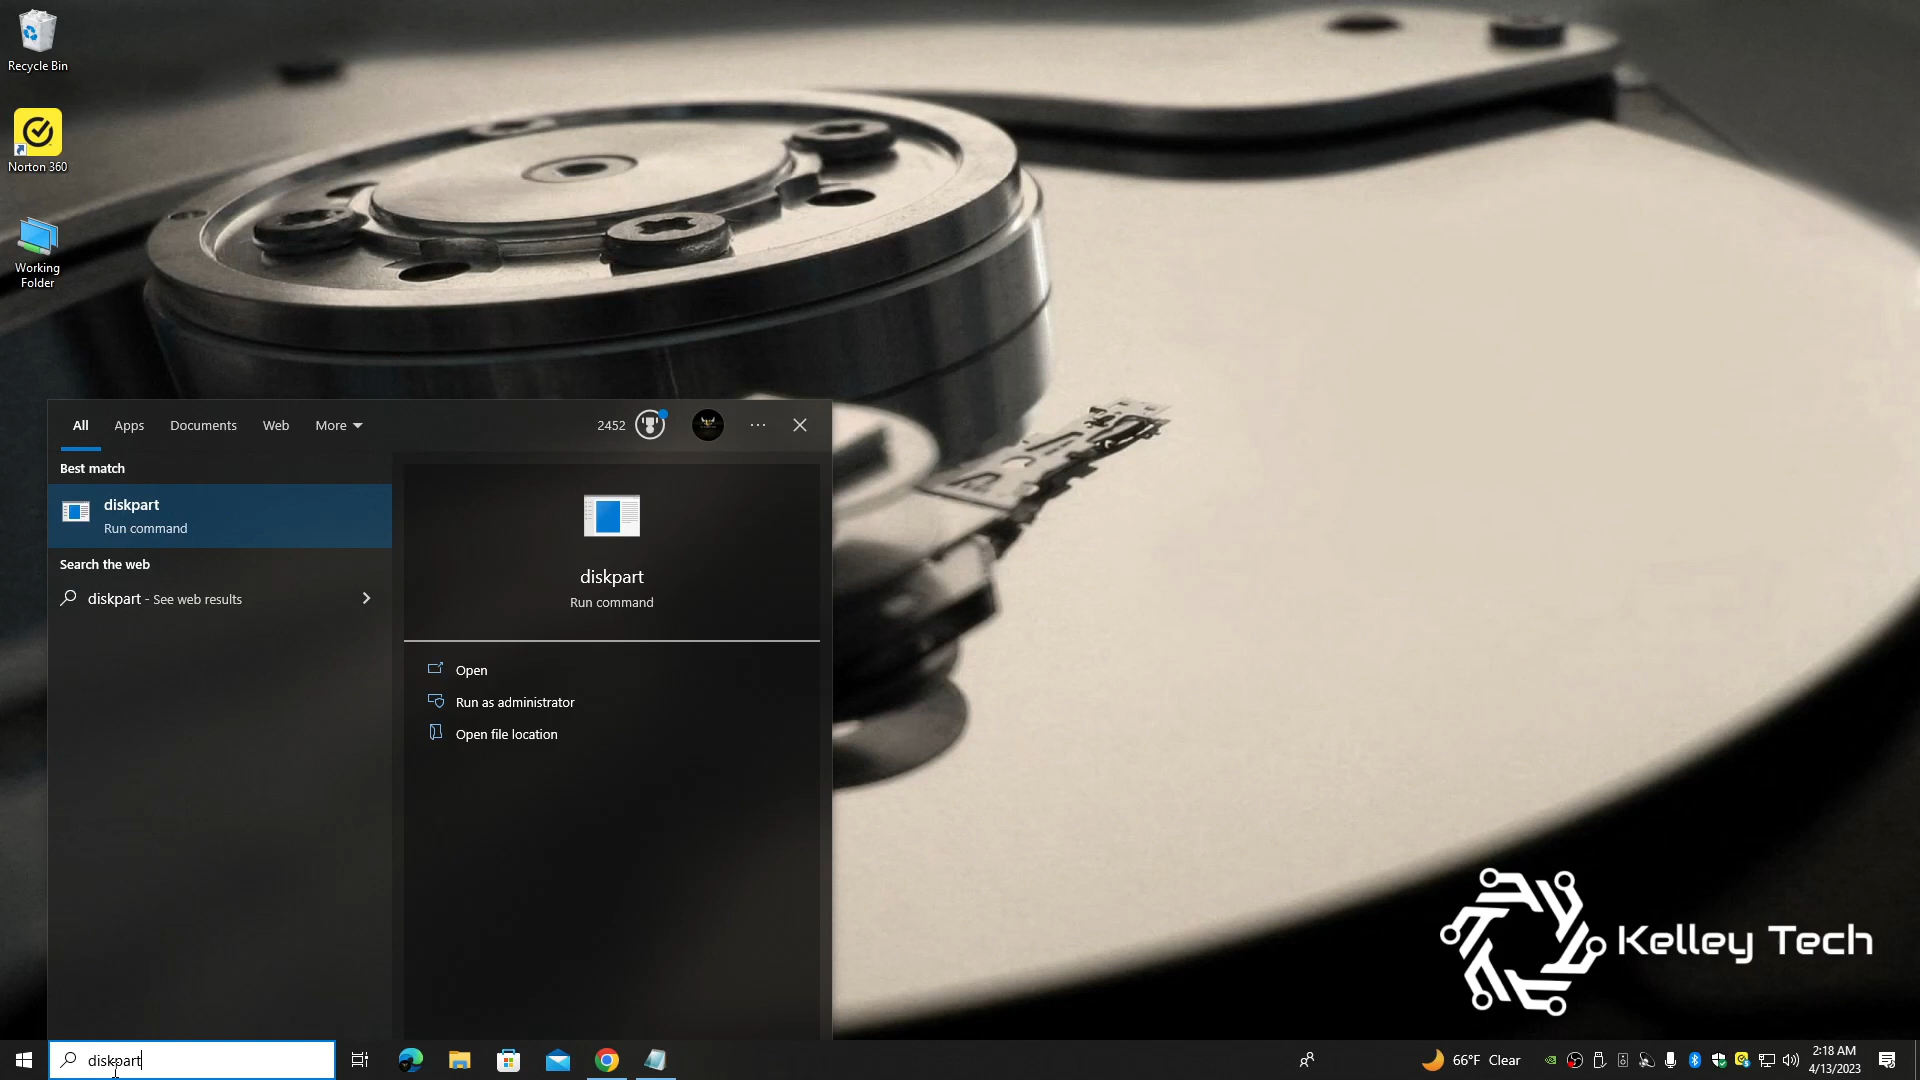 Recycle Bin
Norton 360
Working
Folder
All
Apps
Documents
Web
More
2452
Best match
diskpart
Run command
Search the web
diskpart - See web results
diskpart
Run command
Open
Run as administrator
Open file location
Kelley Tech
diskpart
66°F Clear
2:18 AM
4/13/2023